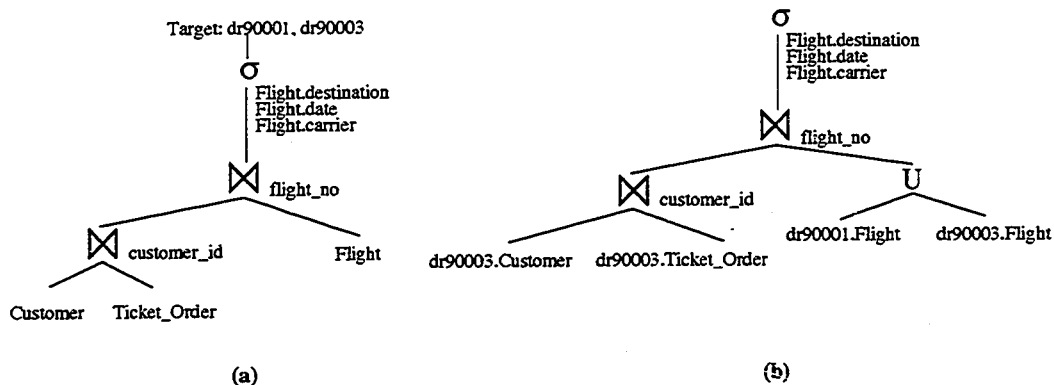 Target: dr90001, dr90003
σ
Flight.destination
Flight.date
Flight.carrier
flight_no
customer_id
Flight
Customer
Ticket_Order
(a)
σ
Flight.destination
Flight.date
Flight.carrier
flight_no
customer_id
U
dr90001.Flight
dr90003.Flight
dr90003.Customer
dr90003.Ticket_Order
(b)